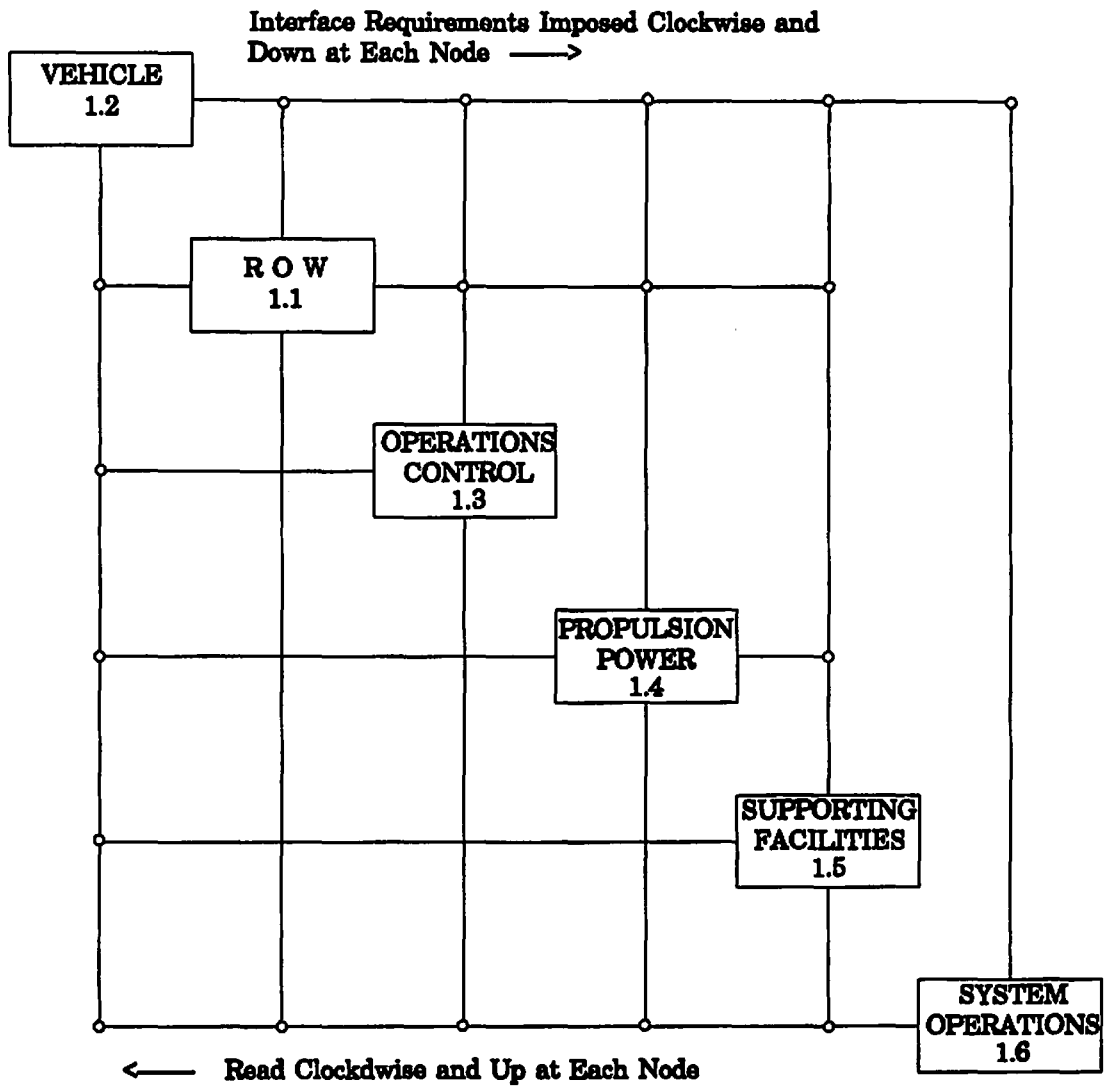 Interface Requirements Imposed Clockwise and
Down at Each Node ⟶
VEHICLE
1.2
R O W
1.1
OPERATIONS
CONTROL
1.3
PROPULSION
POWER
1.4
SUPPORTING
FACILITIES
1.5
SYSTEM
OPERATIONS
1.6
⟵ Read Clockdwise and Up at Each Node